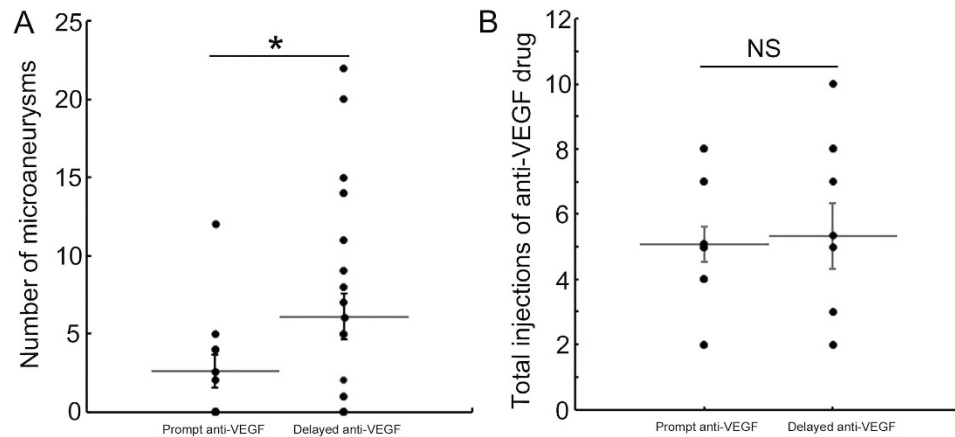 A
Number of microaneurysms
25
20
15
10
5
0
*
Prompt anti-VEGF
Delayed anti-VEGF
B
Total injections of anti-VEGF drug
12
10
8
6
4
2
0
NS
Prompt anti-VEGF
Delayed anti-VEGF